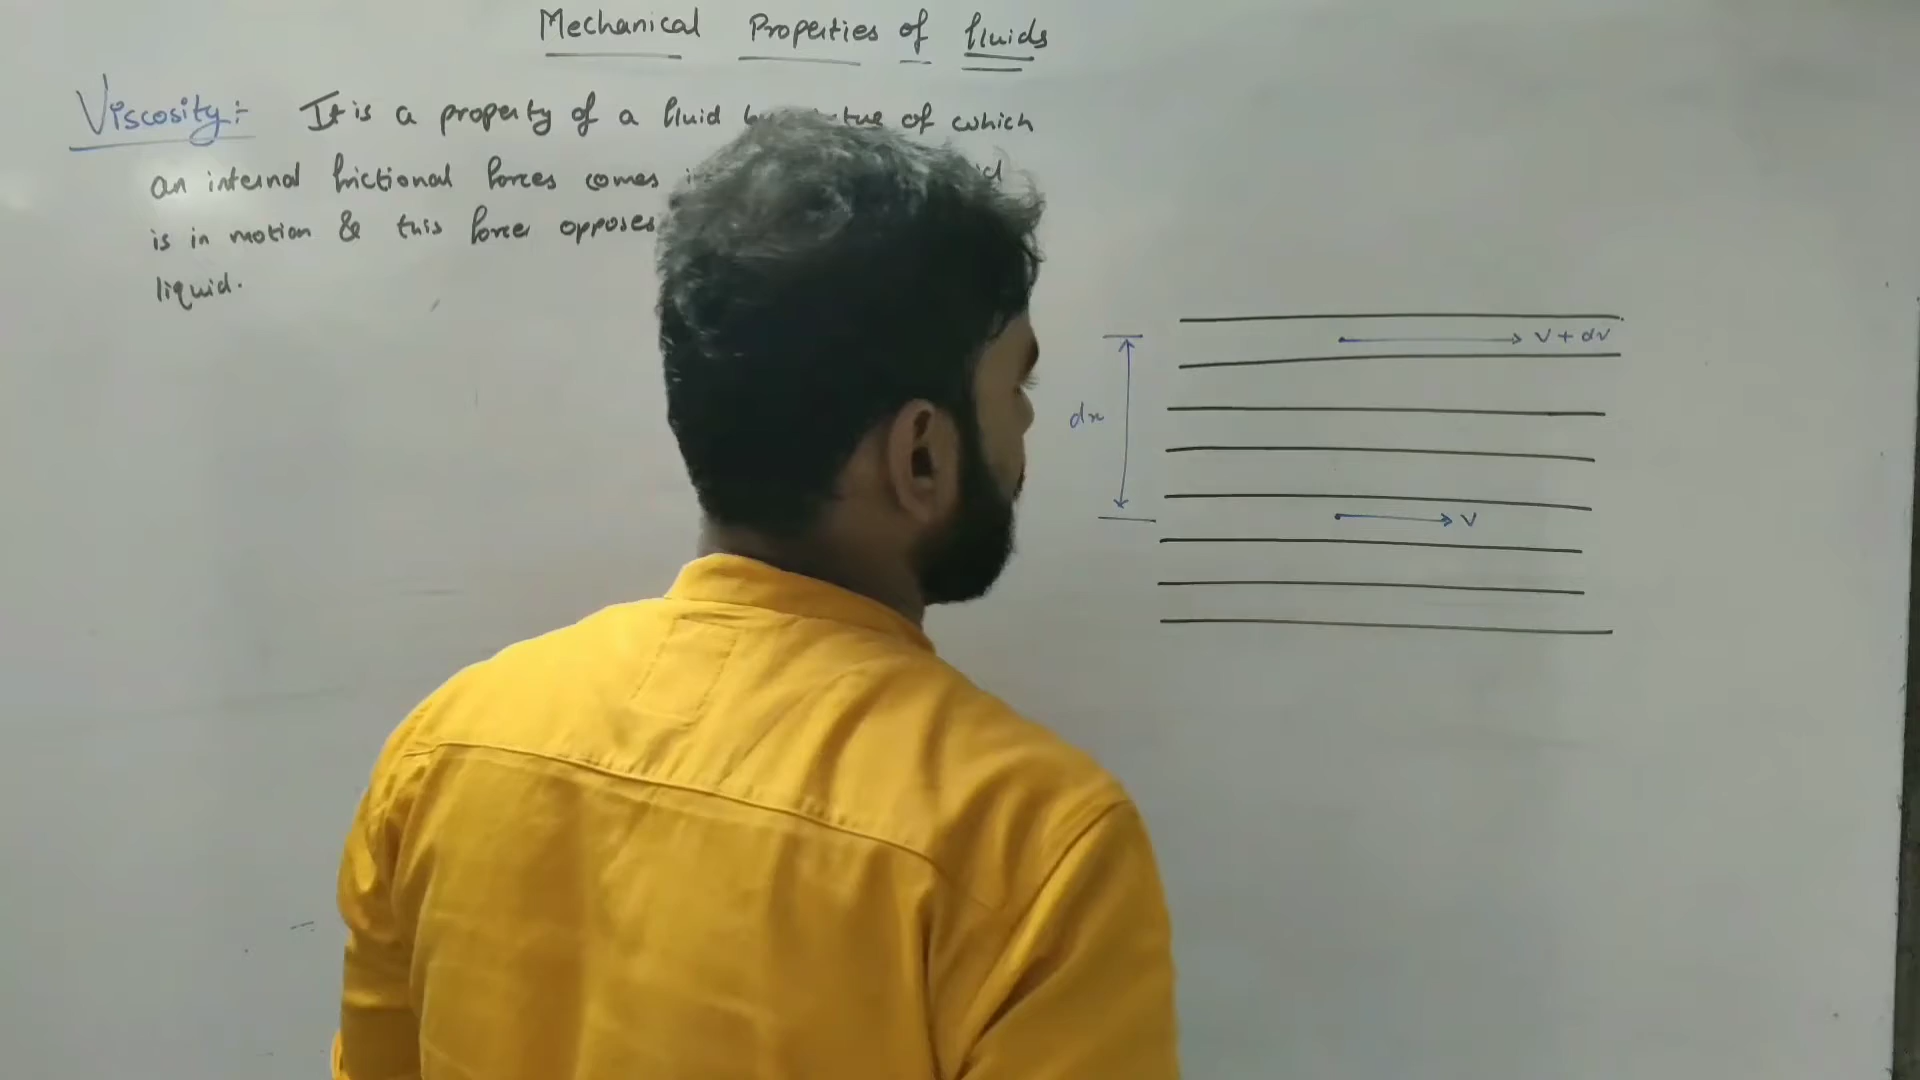 Mechanical Properties of fluids
Viscosity:- It is a property of a fluid of which
an internal frictional forces comes
is in motion & this force opposes
liquid.
V + dV
dx
V